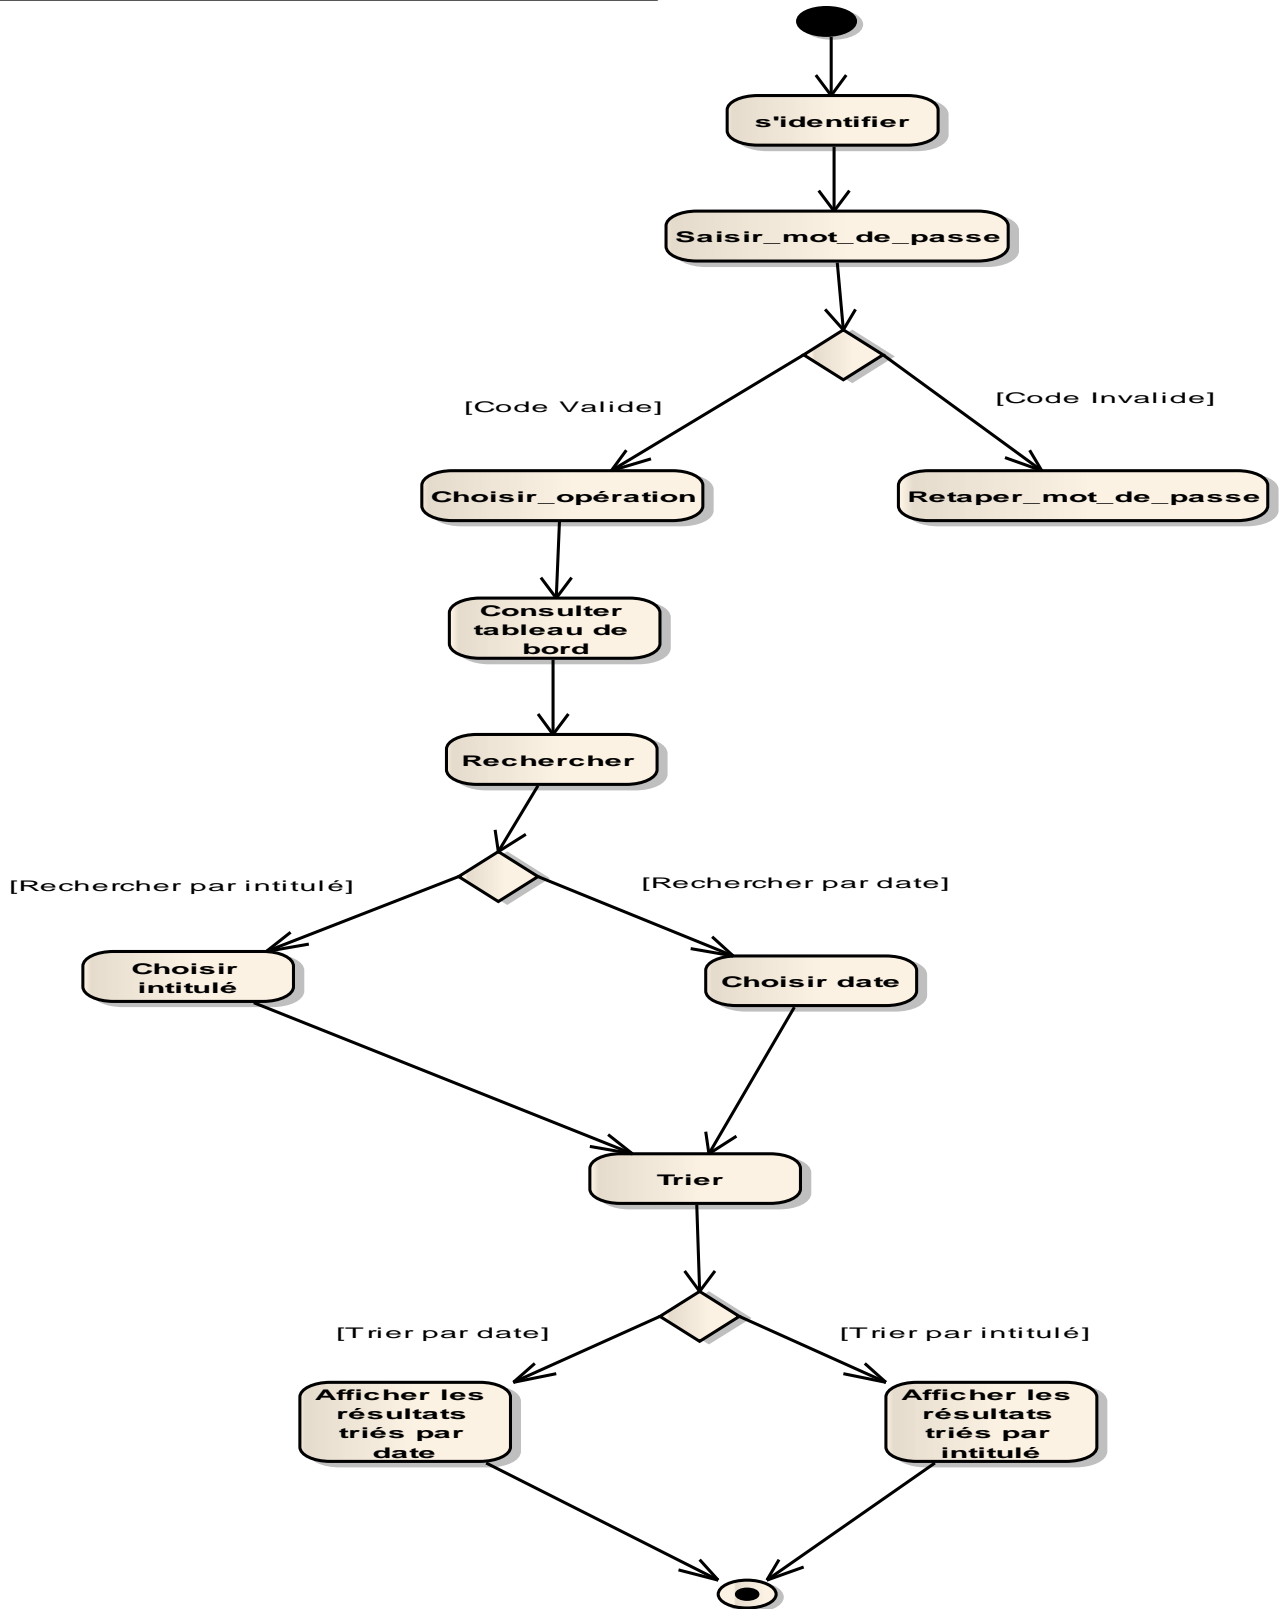 s'identifier
Saisir_mot_de_passe
[Code Valide]
[Code Invalide]
Choisir_opération
Retaper_mot_de_passe
Consulter
tableau de
bord
Rechercher
[Rechercher par intitulé]
[Rechercher par date]
Choisir
intitulé
Choisir date
Trier
[Trier par date]
[Trier par intitulé]
Afficher les
résultats
triés par
date
Afficher les
résultats
triés par
intitulé